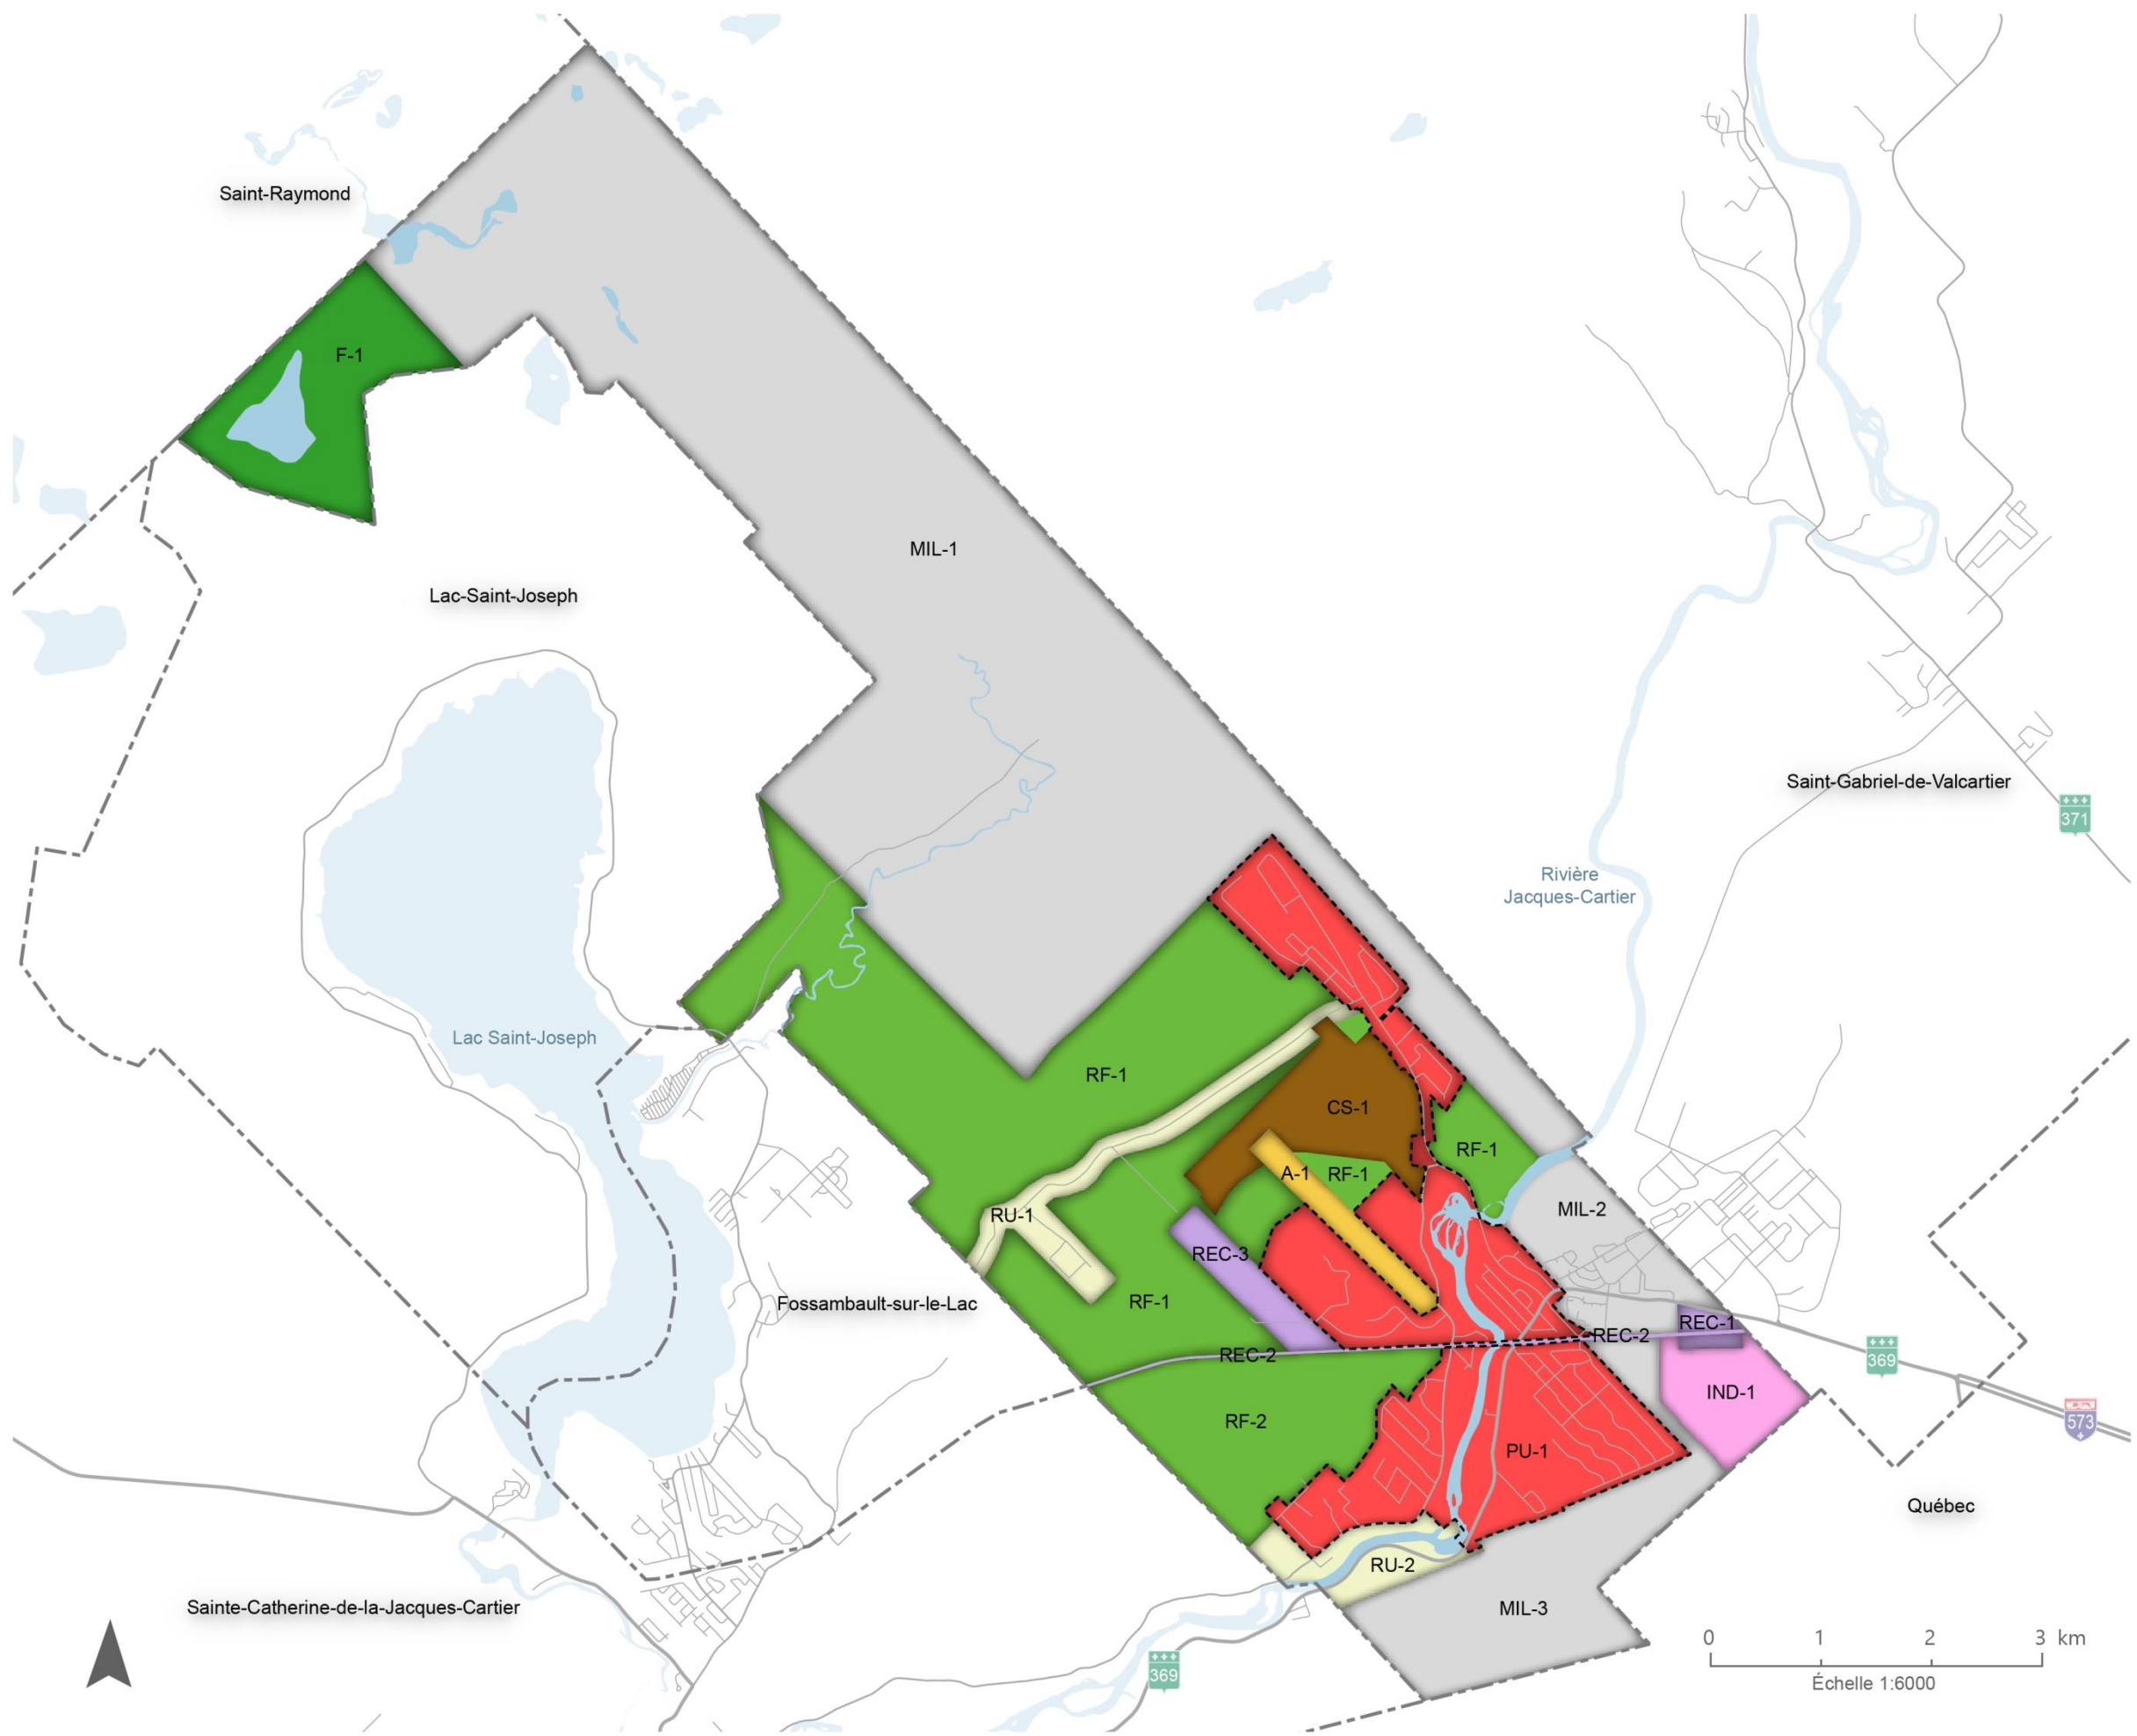 Saint-Raymond
F-1
MIL-1
Lac-Saint-Joseph
Saint-Gabriel-de-Valcartier
371
Rivière
Jacques-Cartier
Lac Saint-Joseph
RF-1
CS-1
RF-1
A-1
RF-1
RU-1
MIL-2
REC-3
RF-1
Fossambault-sur-le-Lac
REC-1
REC-2
REC-2
369
IND-1
RF-2
573
PU-1
Québec
RU-2
Sainte-Catherine-de-la-Jacques-Cartier
MIL-3
0 1 2 3 km
369
Échelle 1:6000